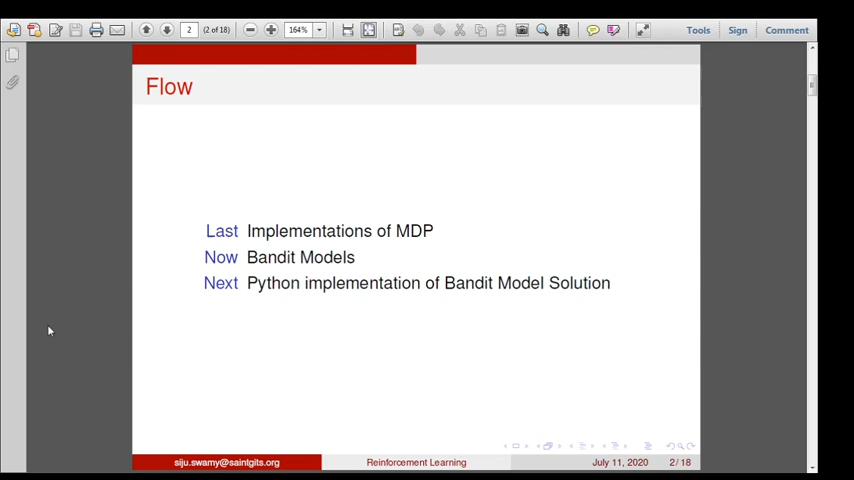 2 (2 of 18) 164% Tools Sign Comment
Flow
Last Implementations of MDP
Now Bandit Models
Next Python implementation of Bandit Model Solution
siju.swamy@saintgits.org Reinforcement Learning July 11, 2020 2/18